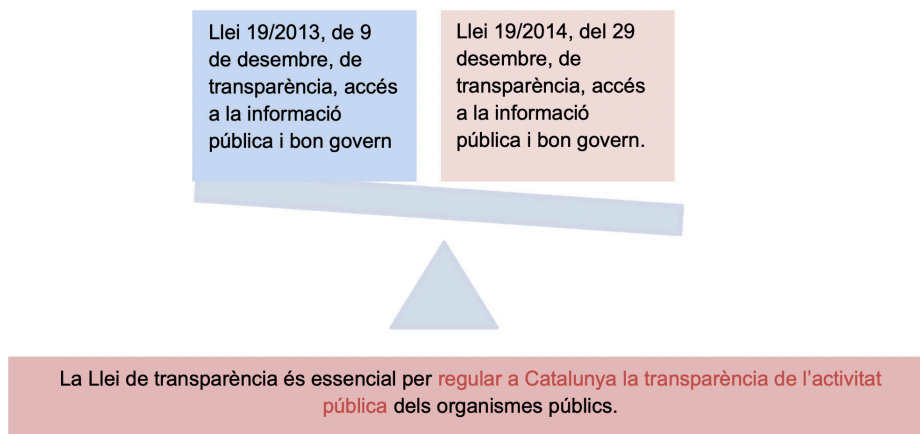 Llei 19/2013, de 9
de desembre, de
transparència, accés
a la informació
pública i bon govern
Llei 19/2014, del 29
desembre, de
transparència, accés
a la informació
pública i bon govern.
La Llei de transparència és essencial per regular a Catalunya la transparència de l’activitat
pública dels organismes públics.